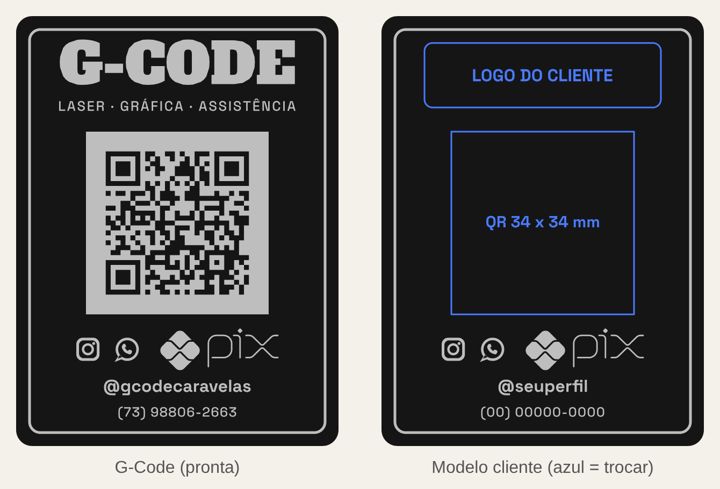 G-CODE
LASER · GRÁFICA · ASSISTÊNCIA
pix
@gcodecaravelas
(73) 98806-2663
G-Code (pronta)
LOGO DO CLIENTE
QR 34 x 34 mm
pix
@seuperfil
(00) 00000-0000
Modelo cliente (azul = trocar)